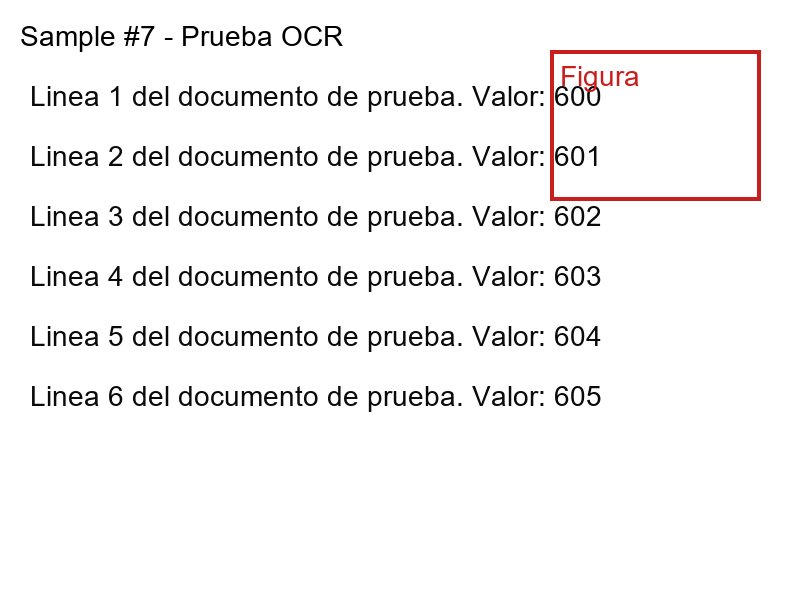 Sample #7 - Prueba OCR
Figura
Linea 1 del documento de prueba. Valor: 600
Linea 2 del documento de prueba. Valor: 601
Linea 3 del documento de prueba. Valor: 602
Linea 4 del documento de prueba. Valor: 603
Linea 5 del documento de prueba. Valor: 604
Linea 6 del documento de prueba. Valor: 605